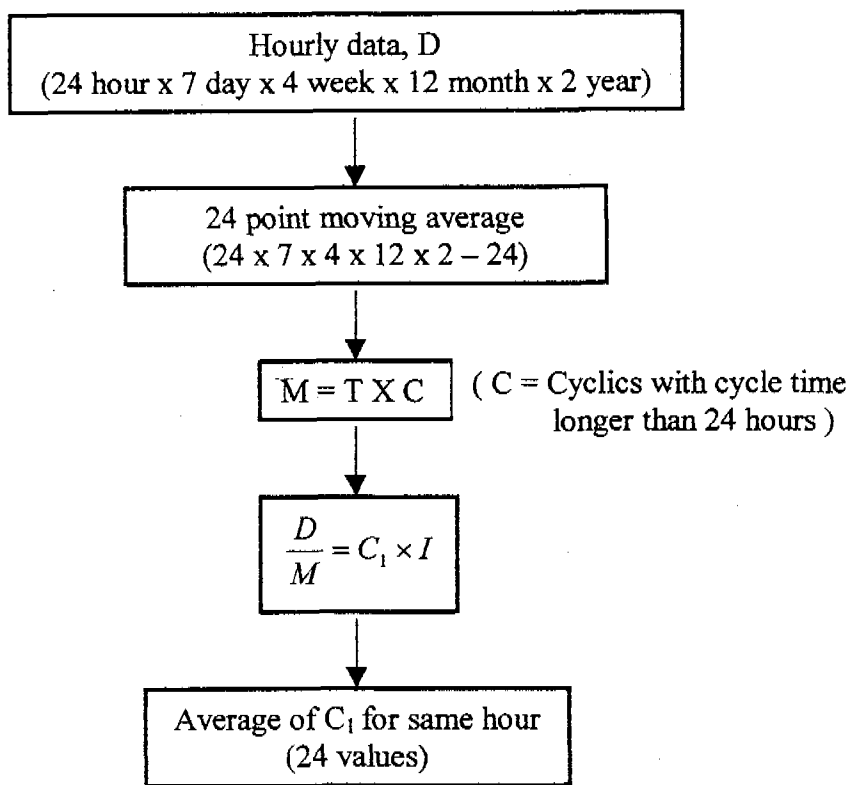 Hourly data, D
(24 hour x 7 day x 4 week x 12 month x 2 year)
24 point moving average
(24 x 7 x 4 x 12 x 2 – 24)
M = T X C
( C = Cyclics with cycle time
longer than 24 hours )
D/M = C₁ × I
Average of C₁ for same hour
(24 values)